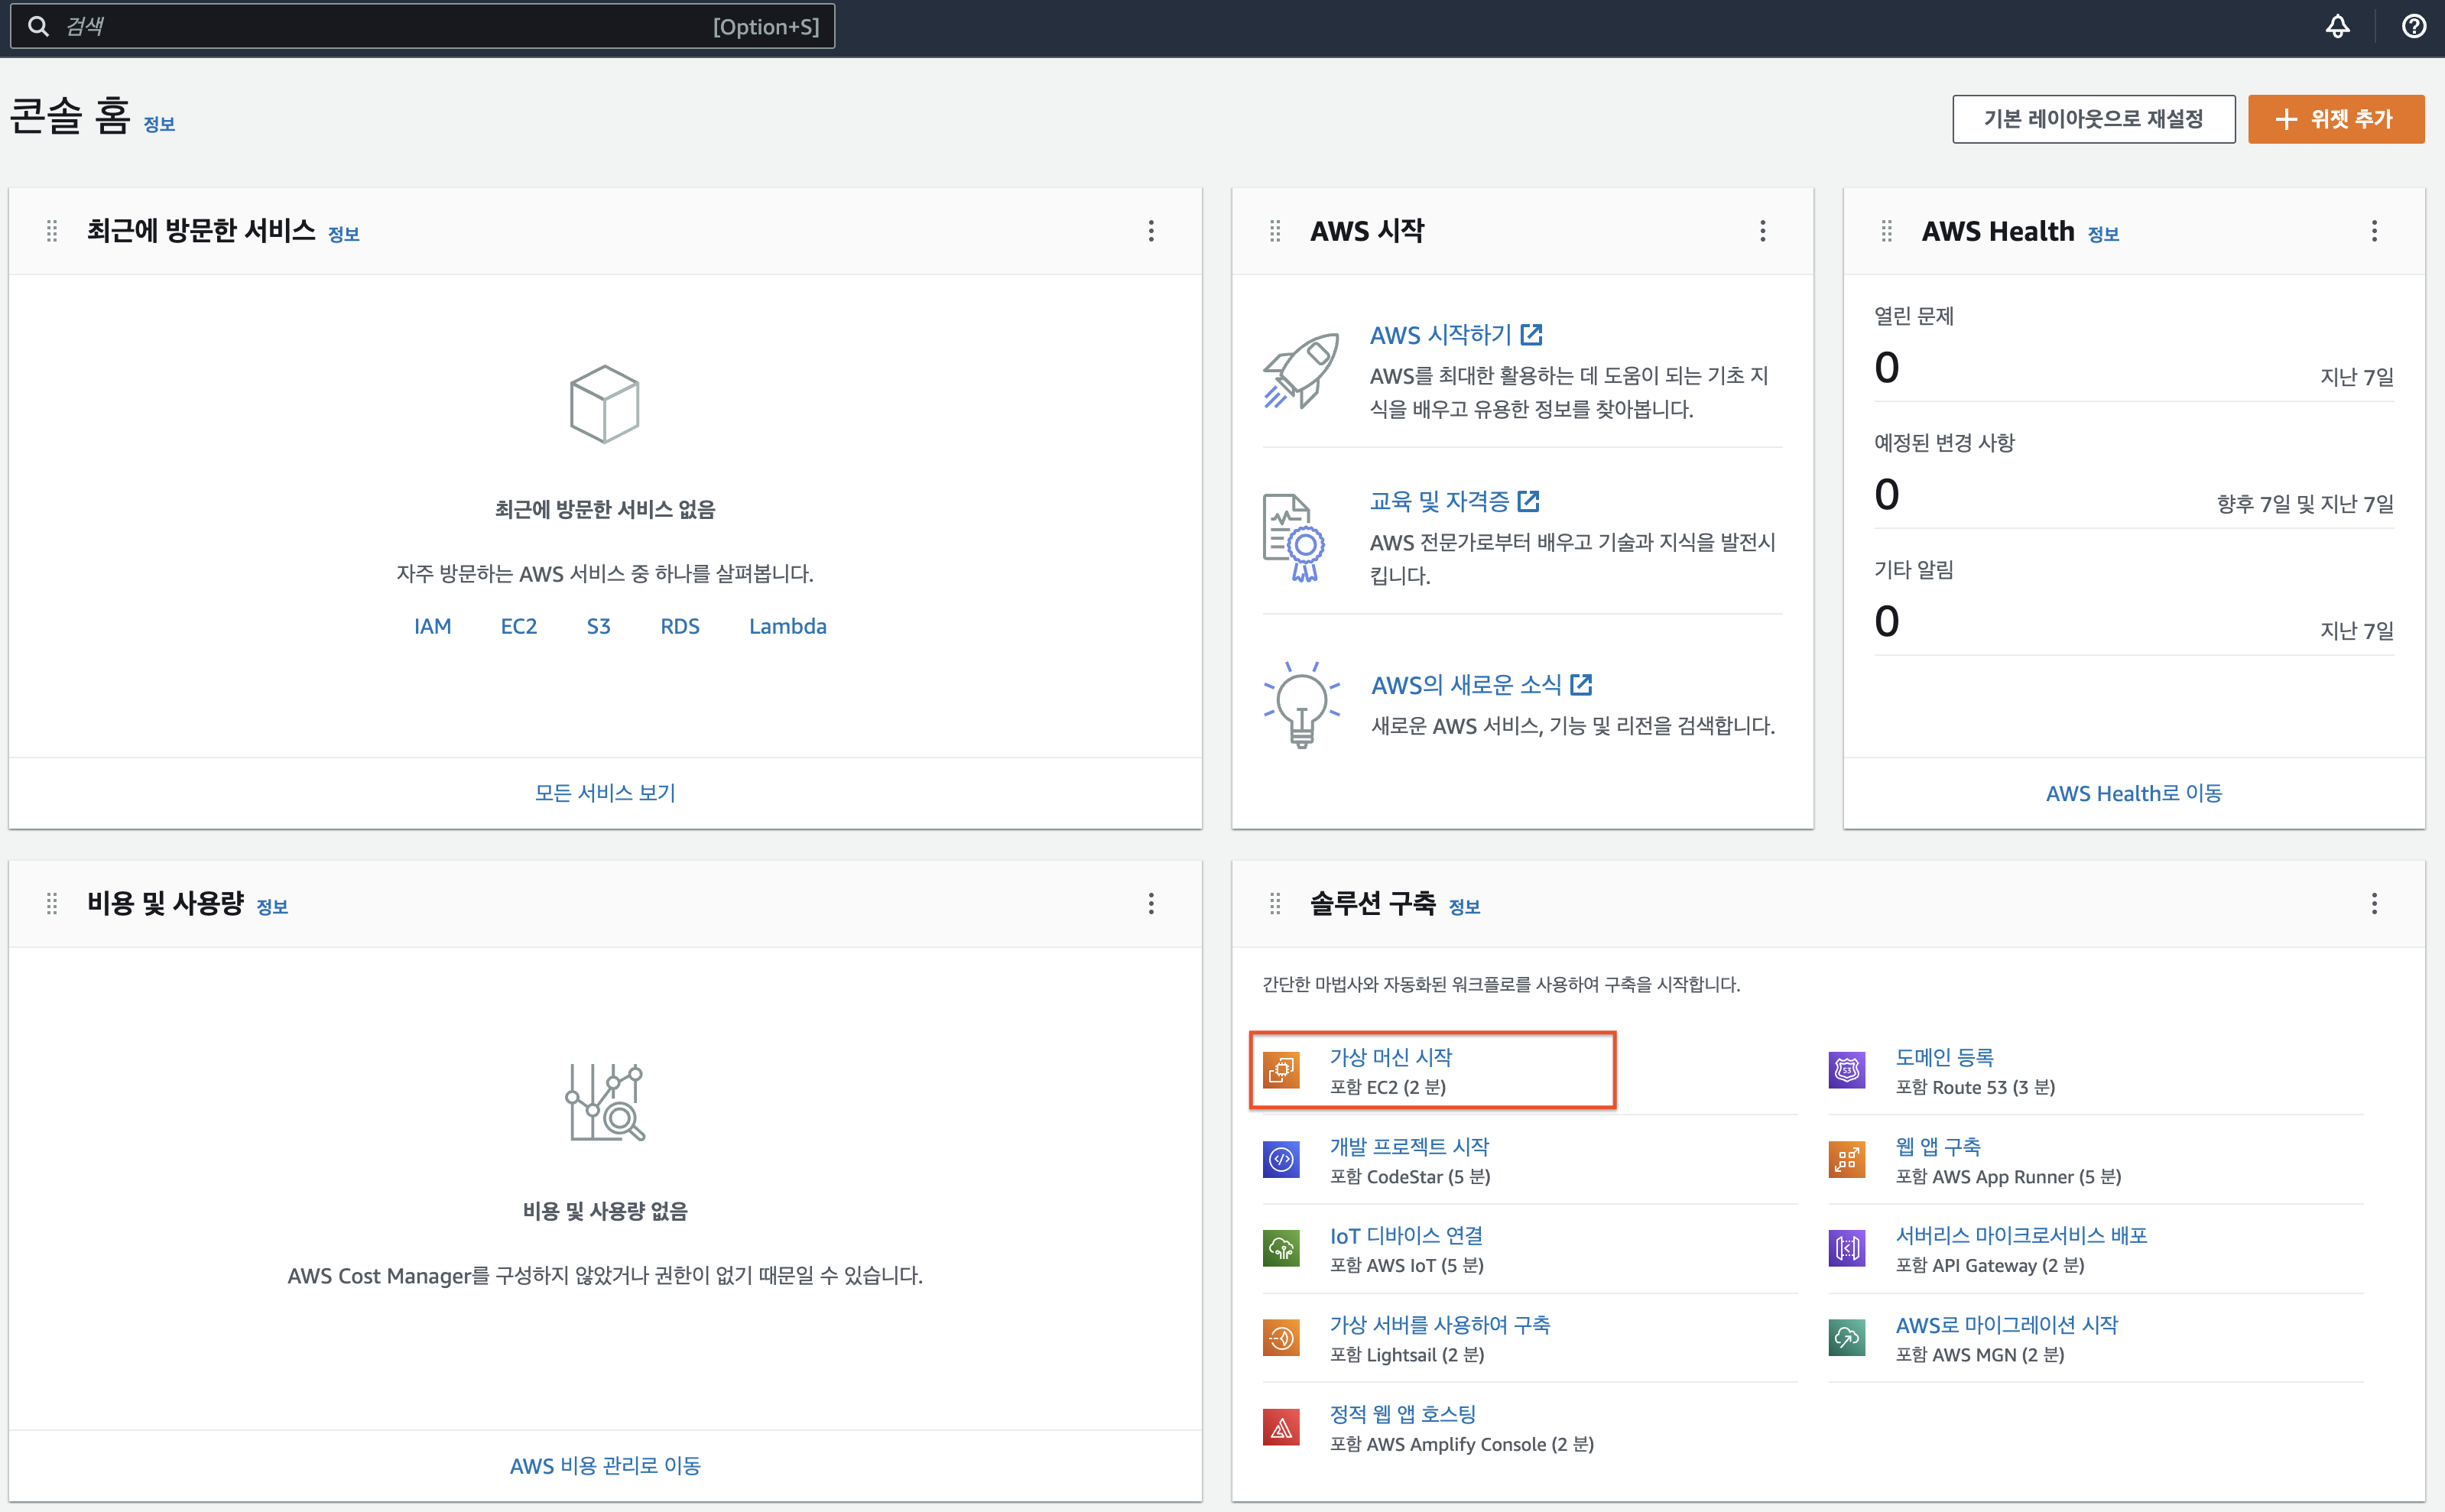 검색 [Option+S]
콘솔 홈 정보
기본 레이아웃으로 재설정
위젯 추가
최근에 방문한 서비스 정보
최근에 방문한 서비스 없음
자주 방문하는 AWS 서비스 중 하나를 살펴봅니다.
IAM EC2 S3 RDS Lambda
모든 서비스 보기
AWS 시작
AWS 시작하기
AWS를 최대한 활용하는 데 도움이 되는 기초 지
식을 배우고 유용한 정보를 찾아봅니다.
교육 및 자격증
AWS 전문가로부터 배우고 기술과 지식을 발전시
킵니다.
AWS의 새로운 소식
새로운 AWS 서비스, 기능 및 리전을 검색합니다.
AWS Health 정보
열린 문제
0 지난 7일
예정된 변경 사항
0 향후 7일 및 지난 7일
기타 알림
0 지난 7일
AWS Health로 이동
비용 및 사용량 정보
비용 및 사용량 없음
AWS Cost Manager를 구성하지 않았거나 권한이 없기 때문일 수 있습니다.
AWS 비용 관리로 이동
솔루션 구축 정보
간단한 마법사와 자동화된 워크플로를 사용하여 구축을 시작합니다.
가상 머신 시작
포함 EC2 (2 분)
도메인 등록
포함 Route 53 (3 분)
개발 프로젝트 시작
포함 CodeStar (5 분)
웹 앱 구축
포함 AWS App Runner (5 분)
IoT 디바이스 연결
포함 AWS IoT (5 분)
서버리스 마이크로서비스 배포
포함 API Gateway (2 분)
가상 서버를 사용하여 구축
포함 Lightsail (2 분)
AWS로 마이그레이션 시작
포함 AWS MGN (2 분)
정적 웹 앱 호스팅
포함 AWS Amplify Console (2 분)